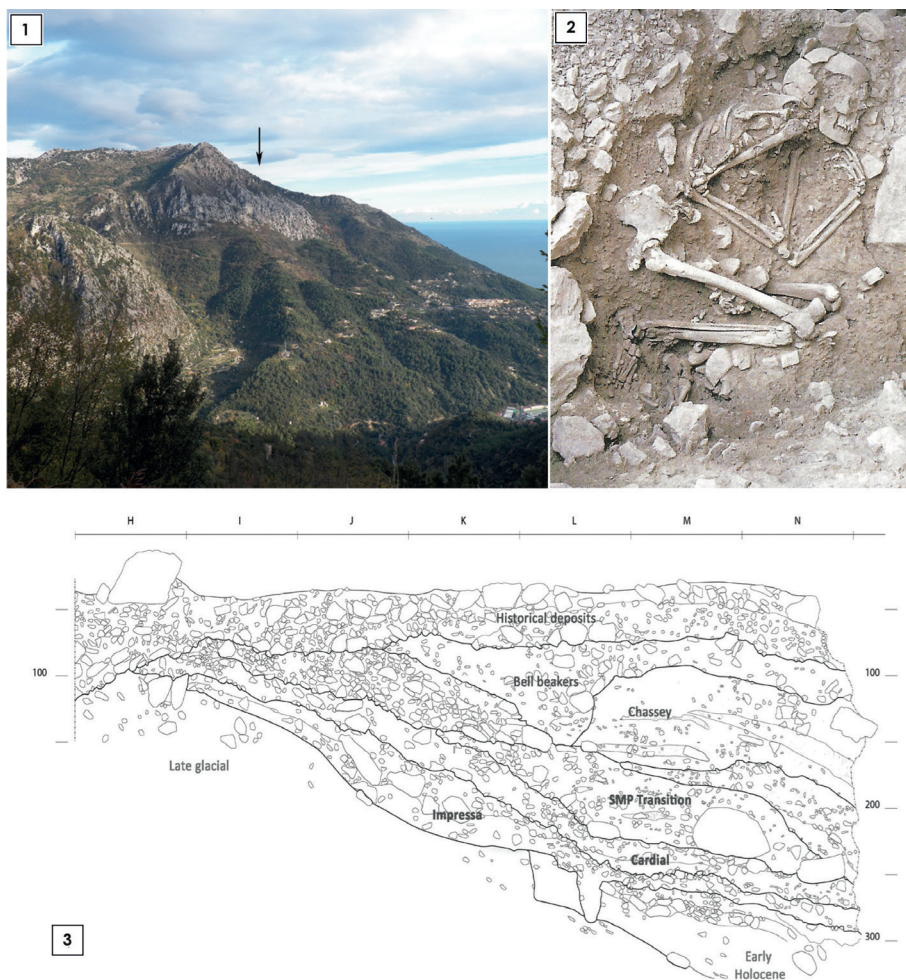 1
2
H I J K L M N
Historical deposits
100
100
Bell beakers
Chassey
Late glacial
SMP Transition
200
Impressa
Cardial
3
300
Early
Holocene